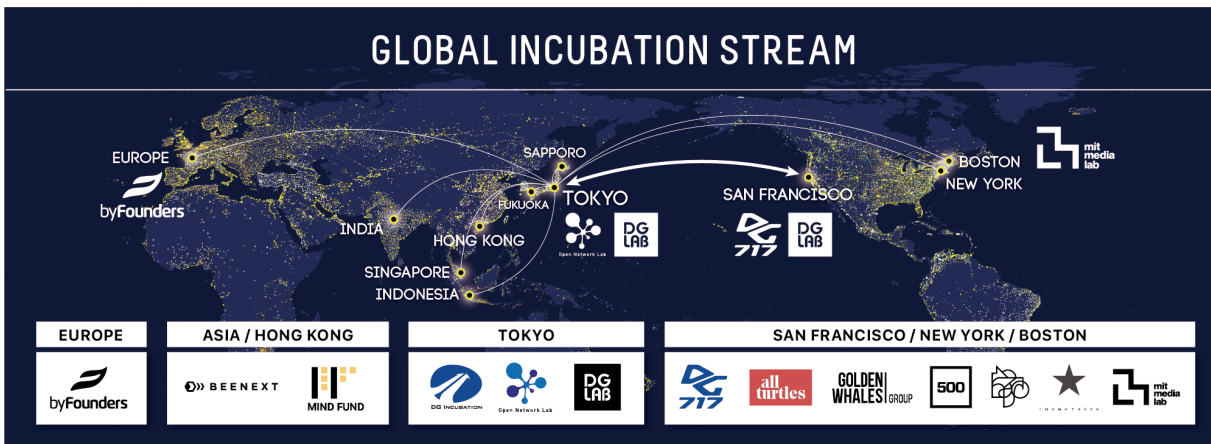 GLOBAL INCUBATION STREAM
EUROPE
byFounders
INDIA
HONG KONG
SINGAPORE
INDONESIA
SAPPORO
FUKUOKA
TOKYO
Open Network Lab
DG LAB
SAN FRANCISCO
DG 717
DG LAB
BOSTON
NEW YORK
mit media lab
EUROPE
byFounders
ASIA / HONG KONG
BEENEXT
MIND FUND
TOKYO
DG INCUBATION
Open Network Lab
DG LAB
SAN FRANCISCO / NEW YORK / BOSTON
DG 717
all turtles
GOLDEN WHALES GROUP
500
mit media lab